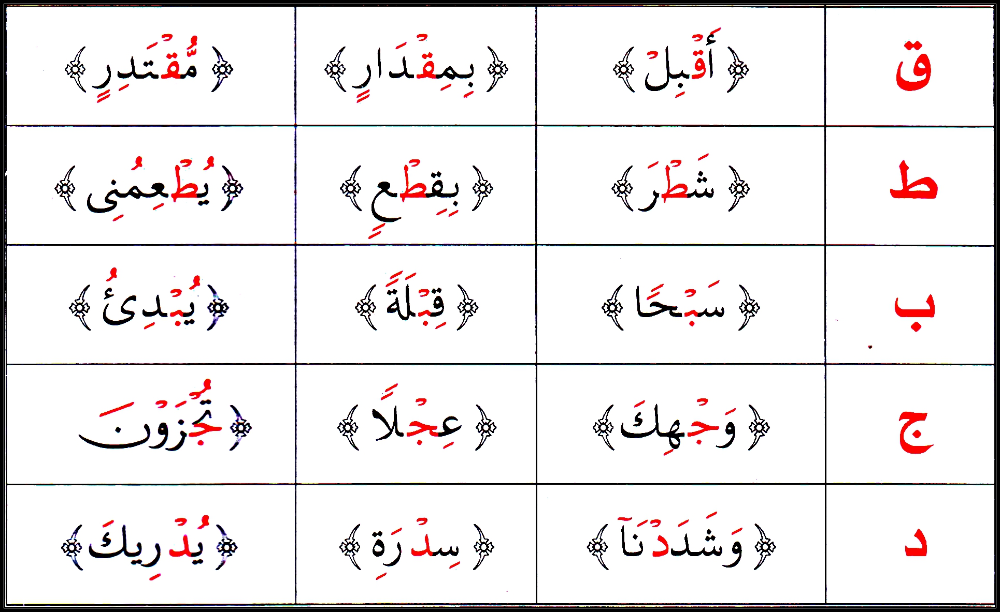 ق ﴿ أَقْبِلْ ﴾ ﴿ بِمِقْدَارٍ ﴾ ﴿ مُّقْتَدِرٍ ﴾
ط ﴿ شَطْرَ ﴾ ﴿ بِقِطْعٍ ﴾ ﴿ يُطْعِمُنِى ﴾
ب ﴿ سَبْحًا ﴾ ﴿ قِبْلَةً ﴾ ﴿ يُبْدِئُ ﴾
ج ﴿ وَجْهِكَ ﴾ ﴿ عِجْلًا ﴾ ﴿ تُجْزَوْنَ
د ﴿ وَشَدَدْنَآ ﴾ ﴿ سِدْرَةِ ﴾ ﴿ يُدْرِيكَ ﴾